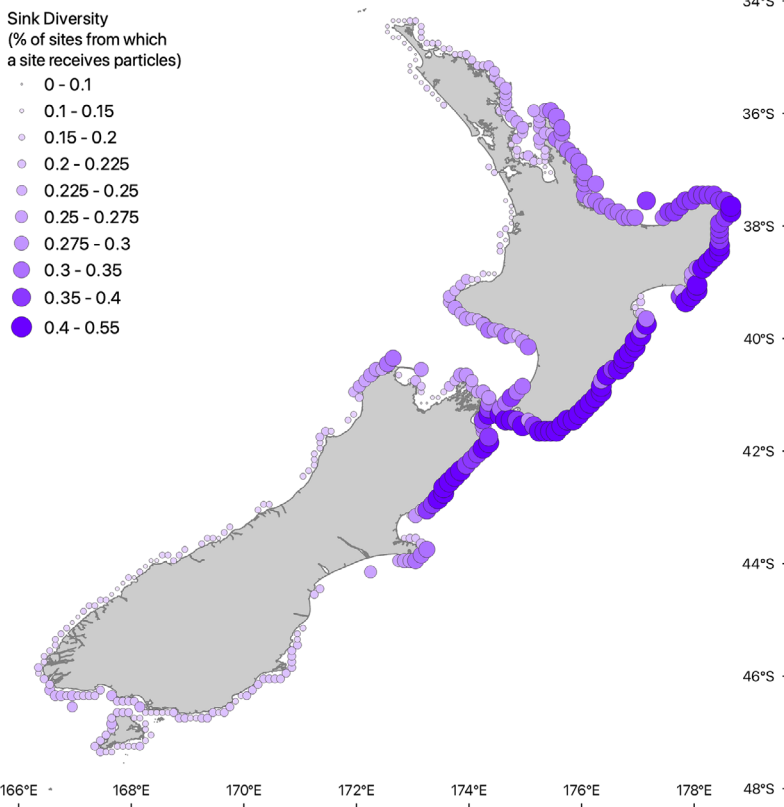 Sink Diversity
(% of sites from which
a site receives particles)
0 - 0.1
0.1 - 0.15
0.15 - 0.2
0.2 - 0.225
0.225 - 0.25
0.25 - 0.275
0.275 - 0.3
0.3 - 0.35
0.35 - 0.4
0.4 - 0.55
34°S
36°S
38°S
40°S
42°S
44°S
46°S
48°S
166°E 168°E 170°E 172°E 174°E 176°E 178°E